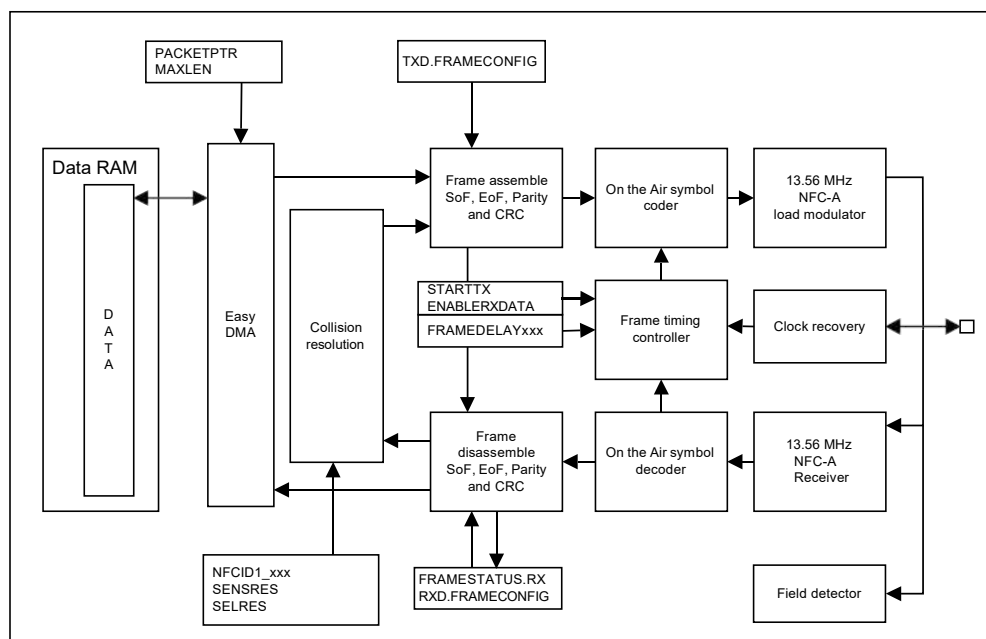 PACKETPTR
MAXLEN
TXD.FRAMECONFIG
Data RAM
D
A
T
A
Easy
DMA
Collision
resolution
Frame assemble
SoF, EoF, Parity
and CRC
On the Air symbol
coder
13.56 MHz
NFC-A
load modulator
STARTTX
ENABLERXDATA
FRAMEDELAYxxx
Frame timing
controller
Clock recovery
Frame
disassemble
SoF, EoF, Parity
and CRC
On the Air symbol
decoder
13.56 MHz
NFC-A
Receiver
NFCID1_xxx
SENSRES
SELRES
FRAMESTATUS.RX
RXD.FRAMECONFIG
Field detector